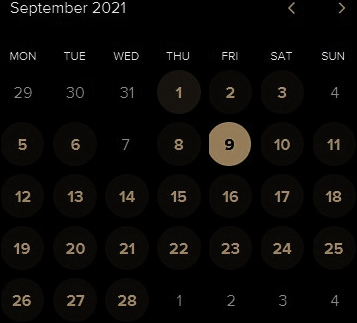 September 2021
MON TUE WED THU FRI SAT SUN
29 30 31 1 2 3 4
5 6 7 8 9 10 11
12 13 14 15 16 17 18
19 20 21 22 23 24 25
26 27 28 1 2 3 4